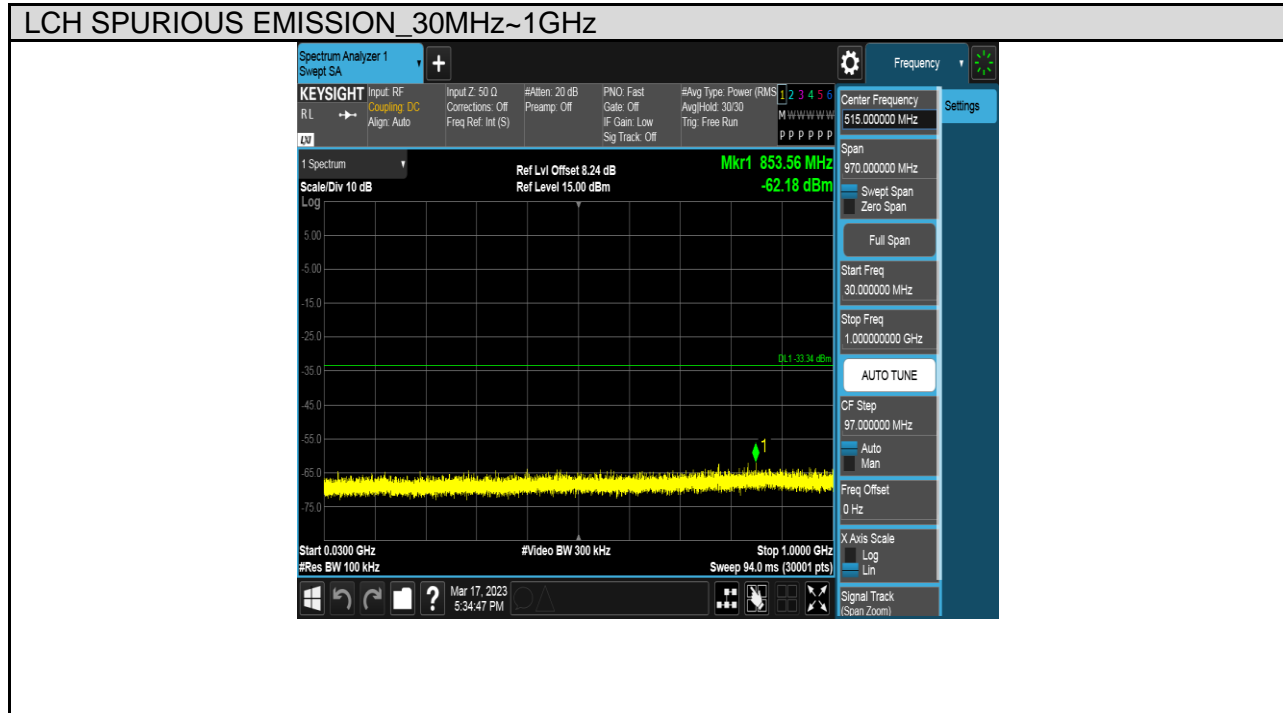 LCH SPURIOUS EMISSION_30MHz~1GHz
Spectrum Analyzer 1
Swept SA
+
Frequency
KEYSIGHT
RL
LXI
Input: RF
Coupling: DC
Align: Auto
Input Z: 50 Ω
Corrections: Off
Freq Ref: Int (S)
#Atten: 20 dB
Preamp: Off
PNO: Fast
Gate: Off
IF Gain: Low
Sig Track: Off
#Avg Type: Power (RMS
Avg|Hold: 30/30
Trig: Free Run
1 2 3 4 5 6
M W W W W W
P P P P P P
1 Spectrum
Scale/Div 10 dB
Log
Ref Lvl Offset 8.24 dB
Ref Level 15.00 dBm
Mkr1 853.56 MHz
-62.18 dBm
5.00
-5.00
-15.0
-25.0
-35.0
-45.0
-55.0
-65.0
-75.0
DL1 -33.34 dBm
1
Start 0.0300 GHz
#Res BW 100 kHz
#Video BW 300 kHz
Stop 1.0000 GHz
Sweep 94.0 ms (30001 pts)
Center Frequency
515.000000 MHz
Settings
Span
970.000000 MHz
Swept Span
Zero Span
Full Span
Start Freq
30.000000 MHz
Stop Freq
1.000000000 GHz
AUTO TUNE
CF Step
97.000000 MHz
Auto
Man
Freq Offset
0 Hz
X Axis Scale
Log
Lin
Signal Track
(Span Zoom)
?
Mar 17, 2023
5:34:47 PM